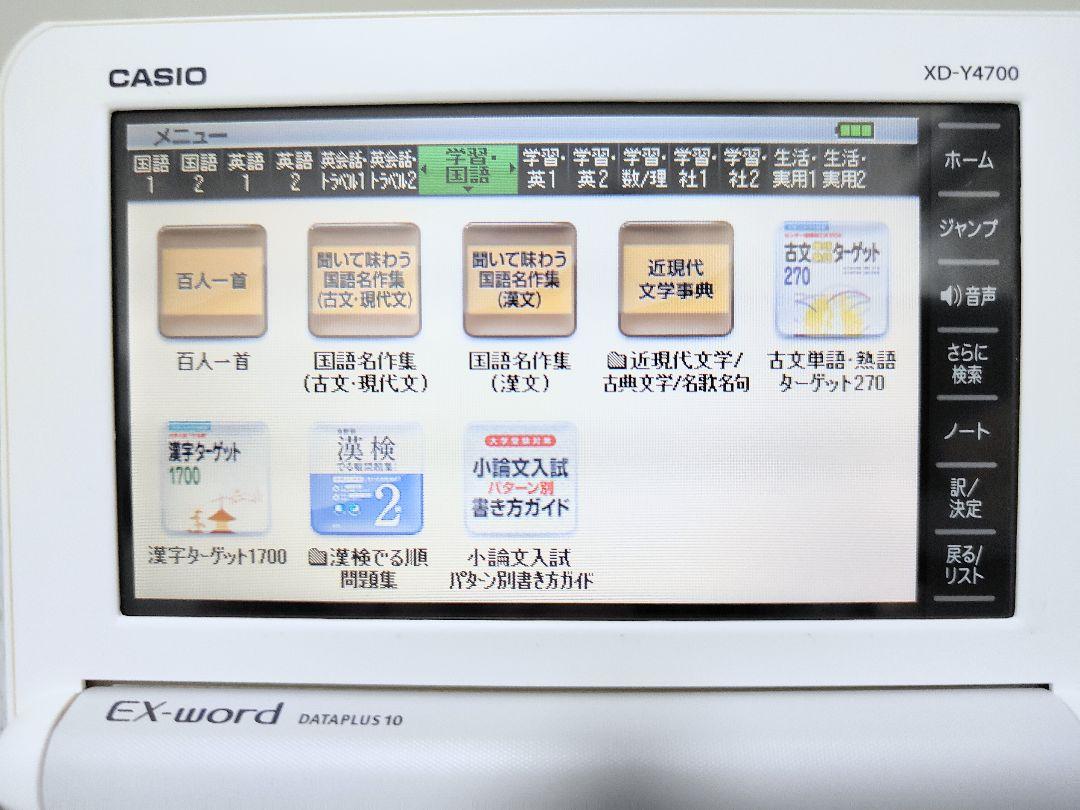 CASIO
XD-Y4700
メニュー
国語1
国語2
英語1
英語2
英会話・トラベル1
英会話・トラベル2
学習・国語
学習・英1
学習・英2
学習・数/理
学習・社1
学習・社2
生活・実用1
生活・実用2
百人一首
聞いて味わう
国語名作集
(古文・現代文)
聞いて味わう
国語名作集
(漢文)
近現代
文学事典
古文
ターゲット
270
百人一首
国語名作集
(古文・現代文)
国語名作集
(漢文)
近現代文学/
古典文学/名歌名句
古文単語・熟語
ターゲット270
漢字ターゲット
1700
漢検
でる順問題集
2
大学受験対策
小論文入試
パターン別
書き方ガイド
漢字ターゲット1700
漢検でる順
問題集
小論文入試
パターン別書き方ガイド
ホーム
ジャンプ
音声
さらに
検索
ノート
訳/
決定
戻る/
リスト
EX-word DATAPLUS 10